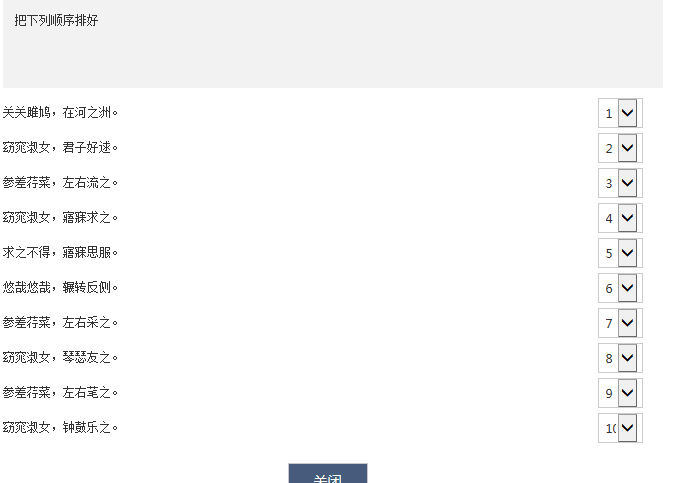 把下列顺序排好
关关雎鸠，在河之洲。 1
窈窕淑女，君子好逑。 2
参差荇菜，左右流之。 3
窈窕淑女，寤寐求之。 4
求之不得，寤寐思服。 5
悠哉悠哉，辗转反侧。 6
参差荇菜，左右采之。 7
窈窕淑女，琴瑟友之。 8
参差荇菜，左右芼之。 9
窈窕淑女，钟鼓乐之。 10
关闭